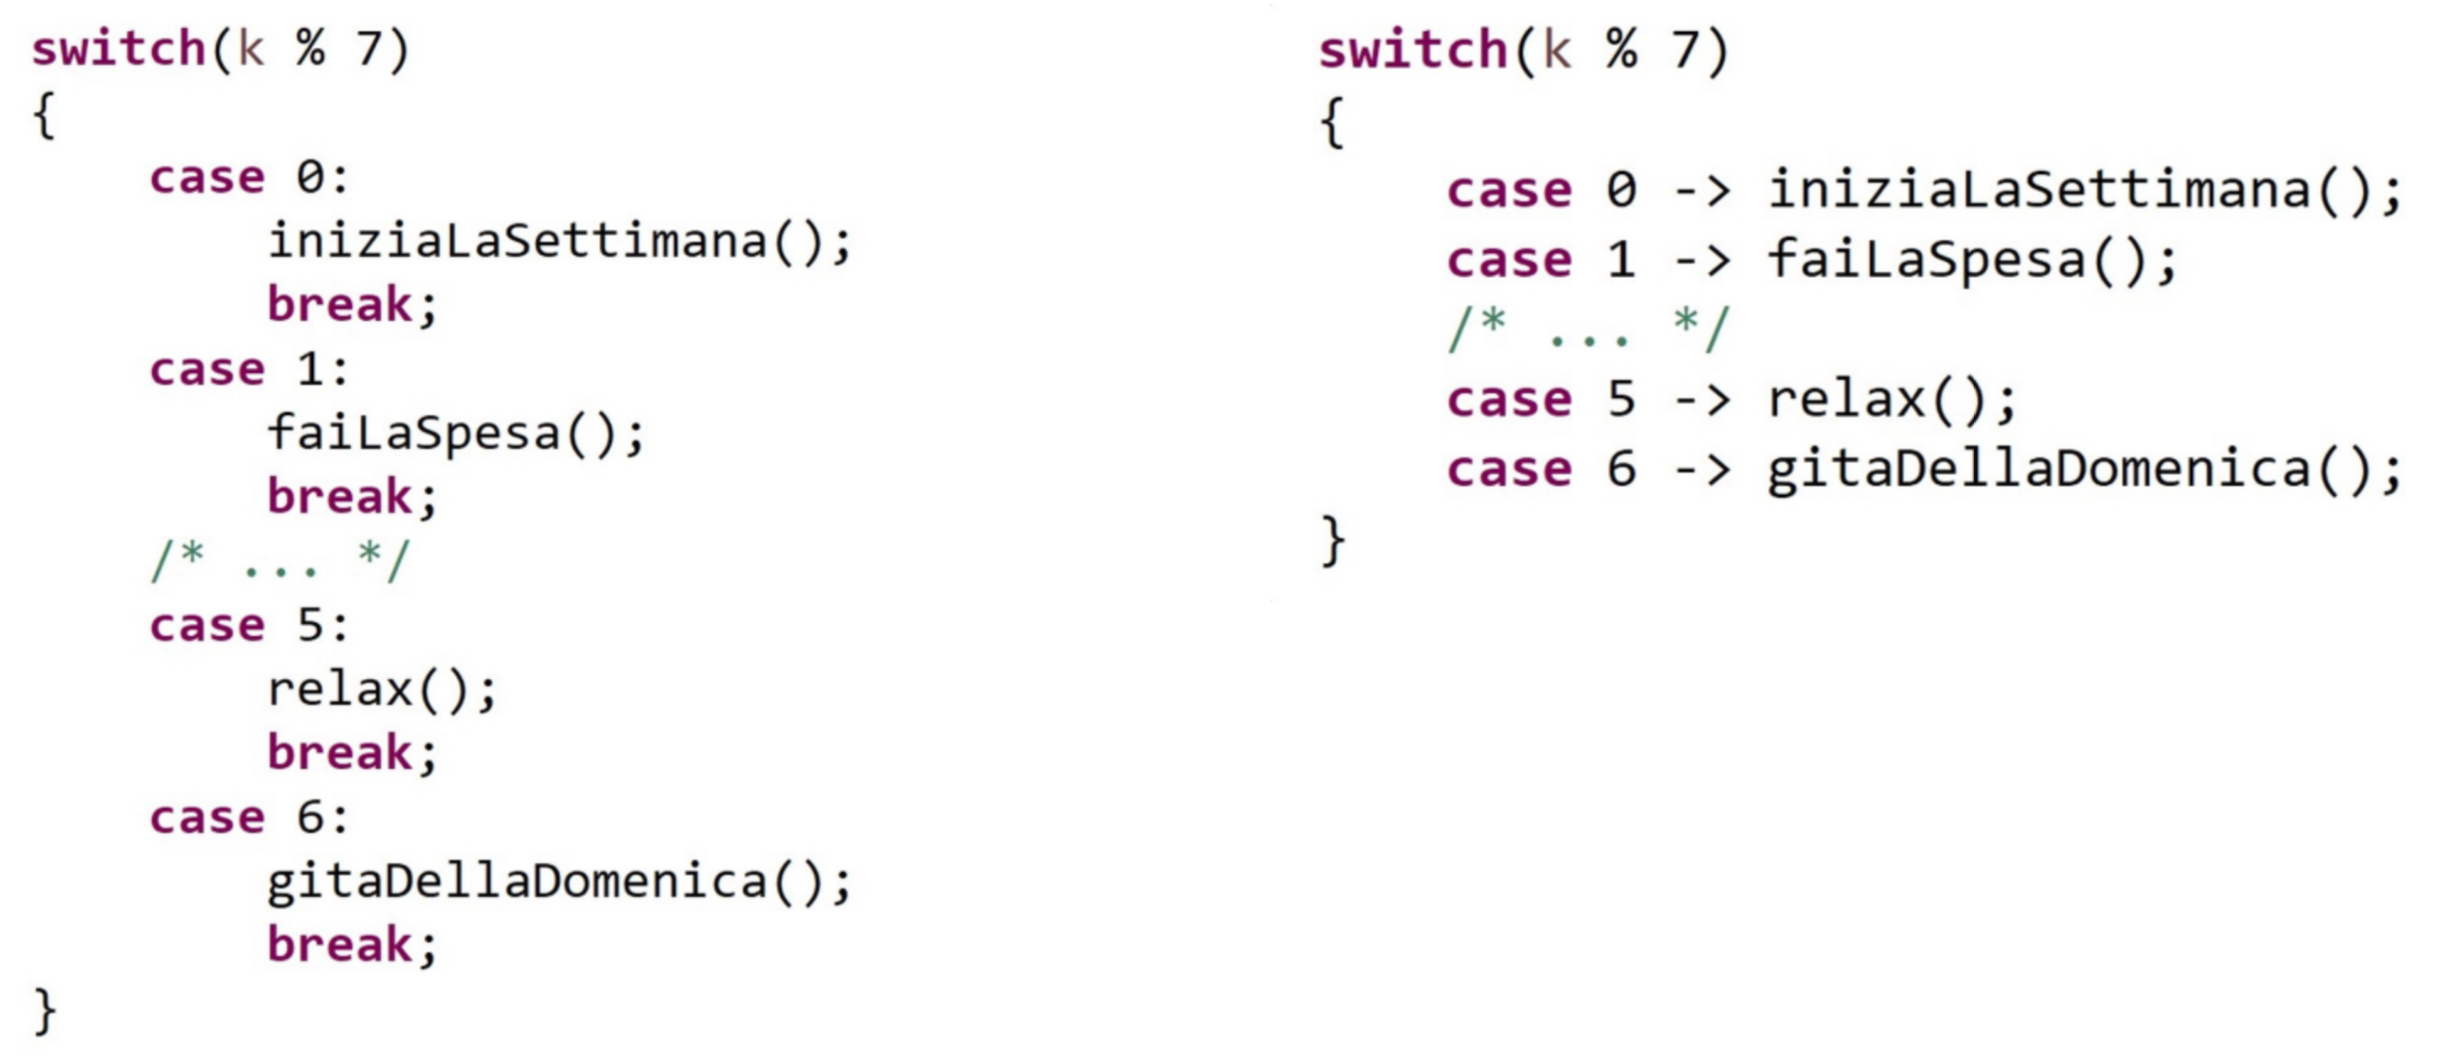 switch(k % 7)
{
    case 0:
        iniziaLaSettimana();
        break;
    case 1:
        faiLaSpesa();
        break;
    /* ... */
    case 5:
        relax();
        break;
    case 6:
        gitaDellaDomenica();
        break;
}
switch(k % 7)
{
    case 0 -> iniziaLaSettimana();
    case 1 -> faiLaSpesa();
    /* ... */
    case 5 -> relax();
    case 6 -> gitaDellaDomenica();
}